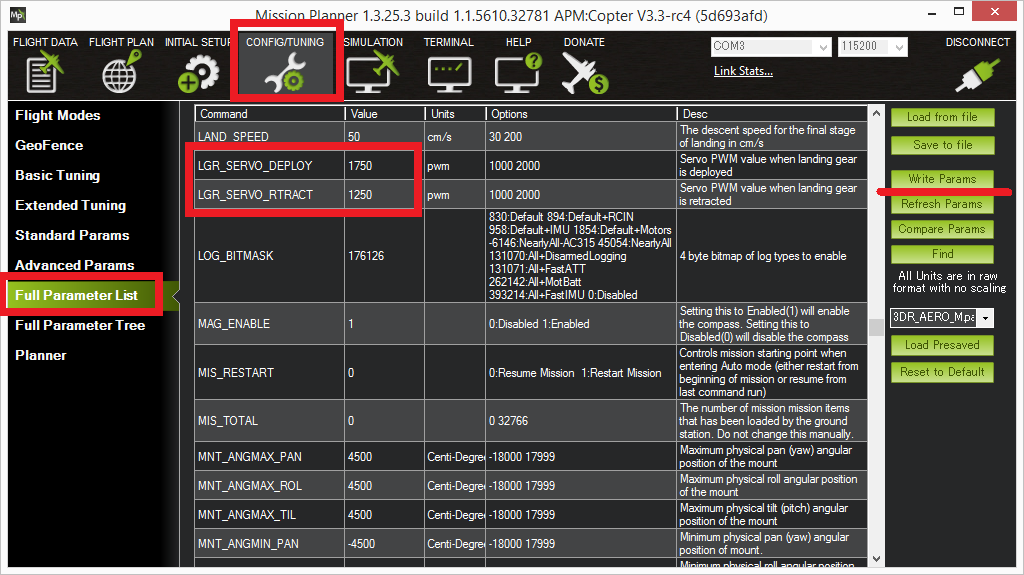 Mp
Mission Planner 1.3.25.3 build 1.1.5610.32781 APM:Copter V3.3-rc4 (5d693afd)
FLIGHT DATA FLIGHT PLAN INITIAL SETUP CONFIG/TUNING SIMULATION TERMINAL HELP DONATE
COM3 115200 DISCONNECT
Link Stats...
Flight Modes
GeoFence
Basic Tuning
Extended Tuning
Standard Params
Advanced Params
Full Parameter List
Full Parameter Tree
Planner
Command Value Units Options Desc
LAND_SPEED 50 cm/s 30 200 The descent speed for the final stage
of landing in cm/s
LGR_SERVO_DEPLOY 1750 pwm 1000 2000 Servo PWM value when landing gear
is deployed
LGR_SERVO_RTRACT 1250 pwm 1000 2000 Servo PWM value when landing gear
is retracted
LOG_BITMASK 176126 830:Default 894:Default+RCIN
958:Default+IMU 1854:Default+Motors
-6146:NearlyAll-AC315 45054:NearlyAll
131070:All+DisarmedLogging
131071:All+FastATT
262142:All+MotBatt
393214:All+FastIMU 0:Disabled
4 byte bitmap of log types to enable
MAG_ENABLE 1 0:Disabled 1:Enabled Setting this to Enabled(1) will enable
the compass. Setting this to
Disabled(0) will disable the compass
MIS_RESTART 0 0:Resume Mission 1:Restart Mission Controls mission starting point when
entering Auto mode (either restart from
beginning of mission or resume from
last command run)
MIS_TOTAL 0 0 32766 The number of mission mission items
that has been loaded by the ground
station. Do not change this manually.
MNT_ANGMAX_PAN 4500 Centi-Degre -18000 17999 Maximum physical pan (yaw) angular
position of the mount
MNT_ANGMAX_ROL 4500 Centi-Degre -18000 17999 Maximum physical roll angular position
of the mount
MNT_ANGMAX_TIL 4500 Centi-Degre -18000 17999 Maximum physical tilt (pitch) angular
position of the mount
MNT_ANGMIN_PAN -4500 Centi-Degre -18000 17999 Minimum physical pan (yaw) angular
position of mount.
Minimum physical roll angular position
Load from file
Save to file
Write Params
Refresh Params
Compare Params
Find
All Units are in raw
format with no scaling
3DR_AERO_M.pa
Load Presaved
Reset to Default